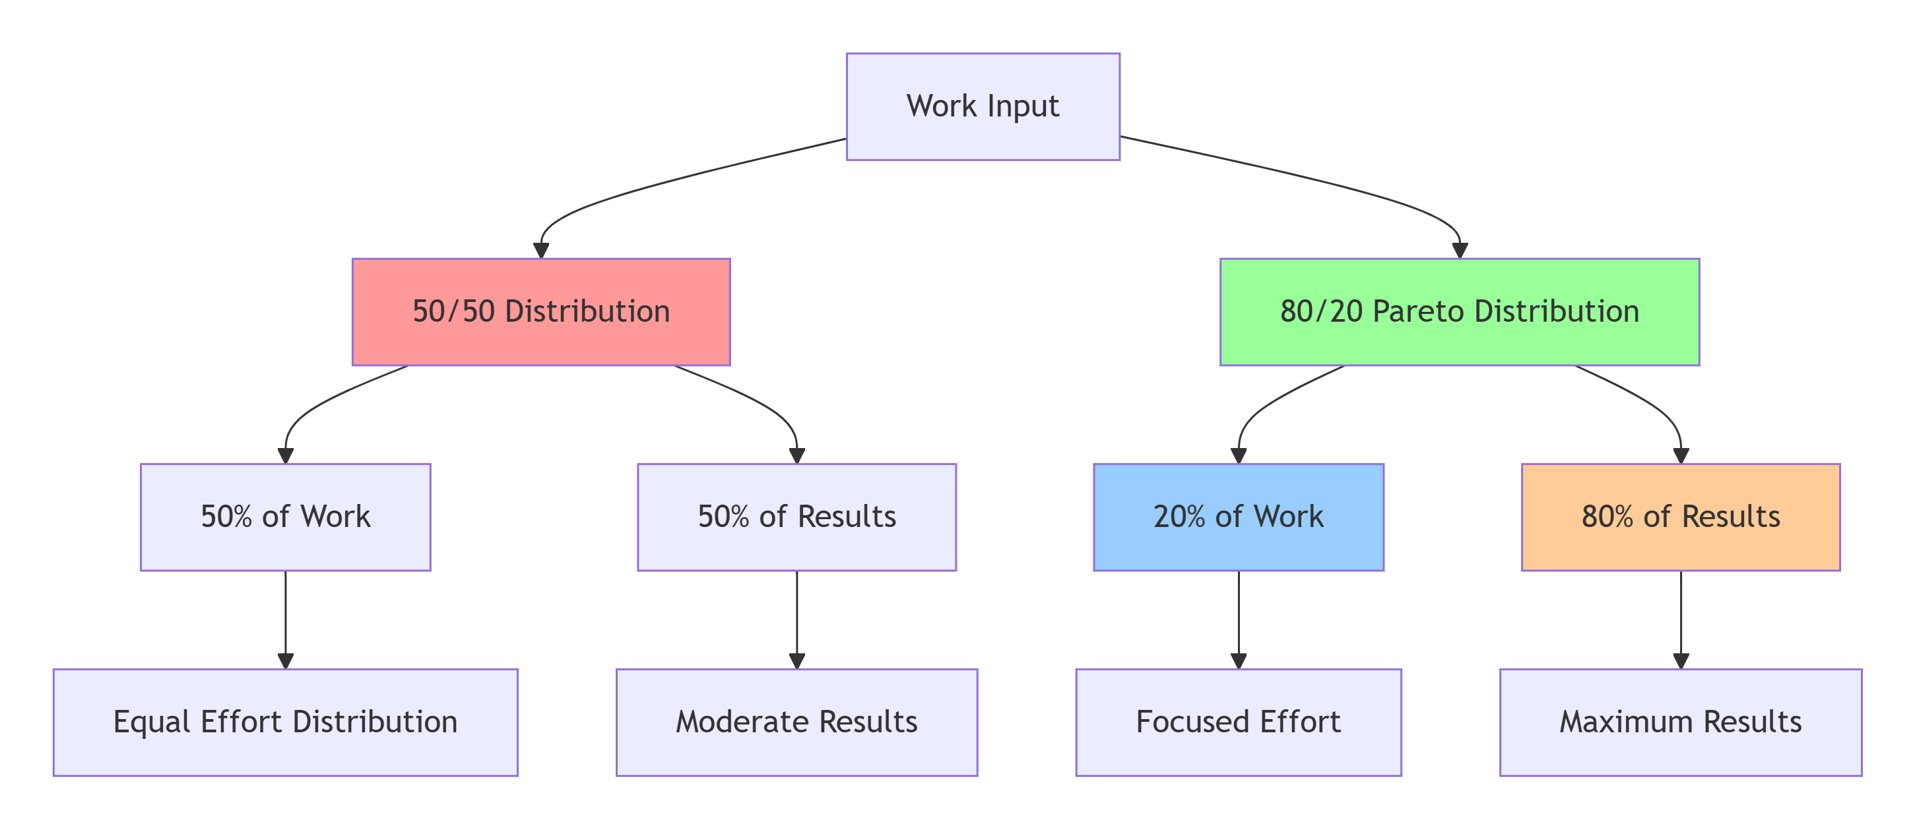 Work Input
50/50 Distribution
80/20 Pareto Distribution
50% of Work
50% of Results
20% of Work
80% of Results
Equal Effort Distribution
Moderate Results
Focused Effort
Maximum Results